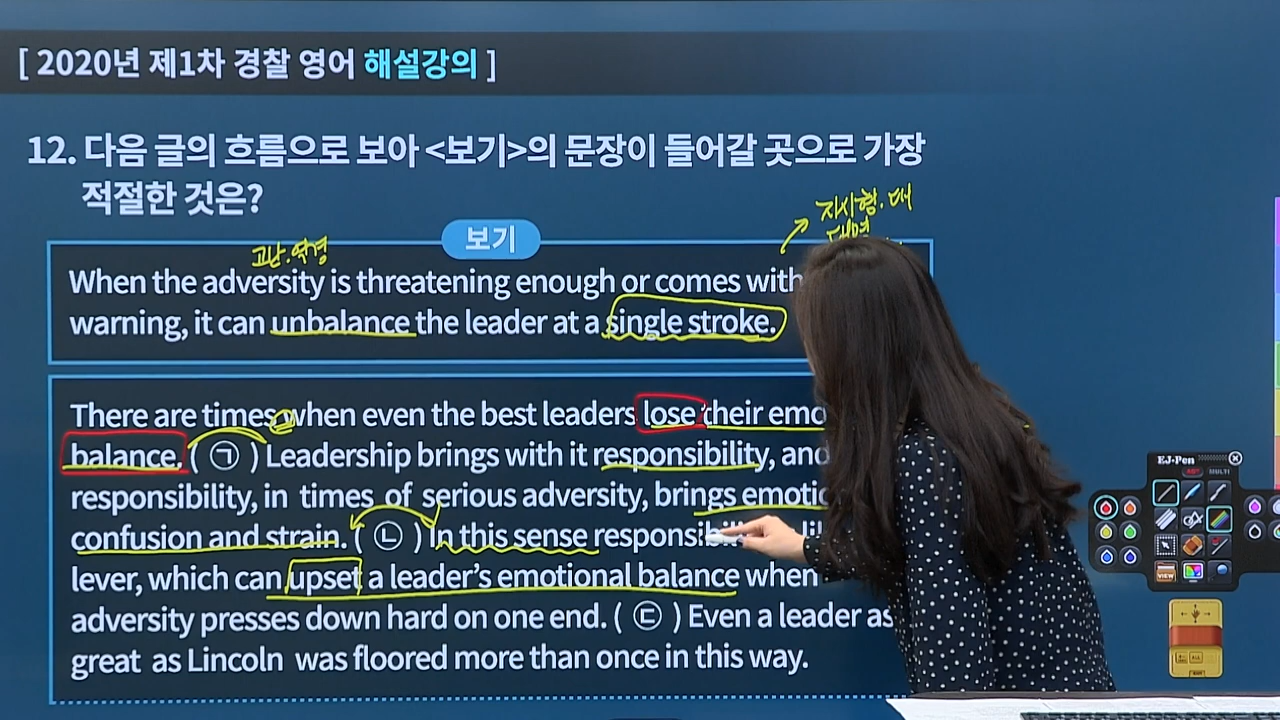 [ 2020년 제1차 경찰 영어 해설강의 ]
12. 다음 글의 흐름으로 보아 <보기>의 문장이 들어갈 곳으로 가장
적절한 것은?
지시형. 대
보기
고난.역경
When the adversity is threatening enough or comes with
warning, it can unbalance the leader at a single stroke.
There are times when even the best leaders lose their emo
balance. ( ㉠ ) Leadership brings with it responsibility, and
responsibility, in times of serious adversity, brings emotio
confusion and strain. ( ㉡ ) In this sense responsibili
lever, which can upset a leader's emotional balance when
adversity presses down hard on one end. ( ㉢ ) Even a leader as
great as Lincoln was floored more than once in this way.
EJ-Pen
MULTI
VIEW